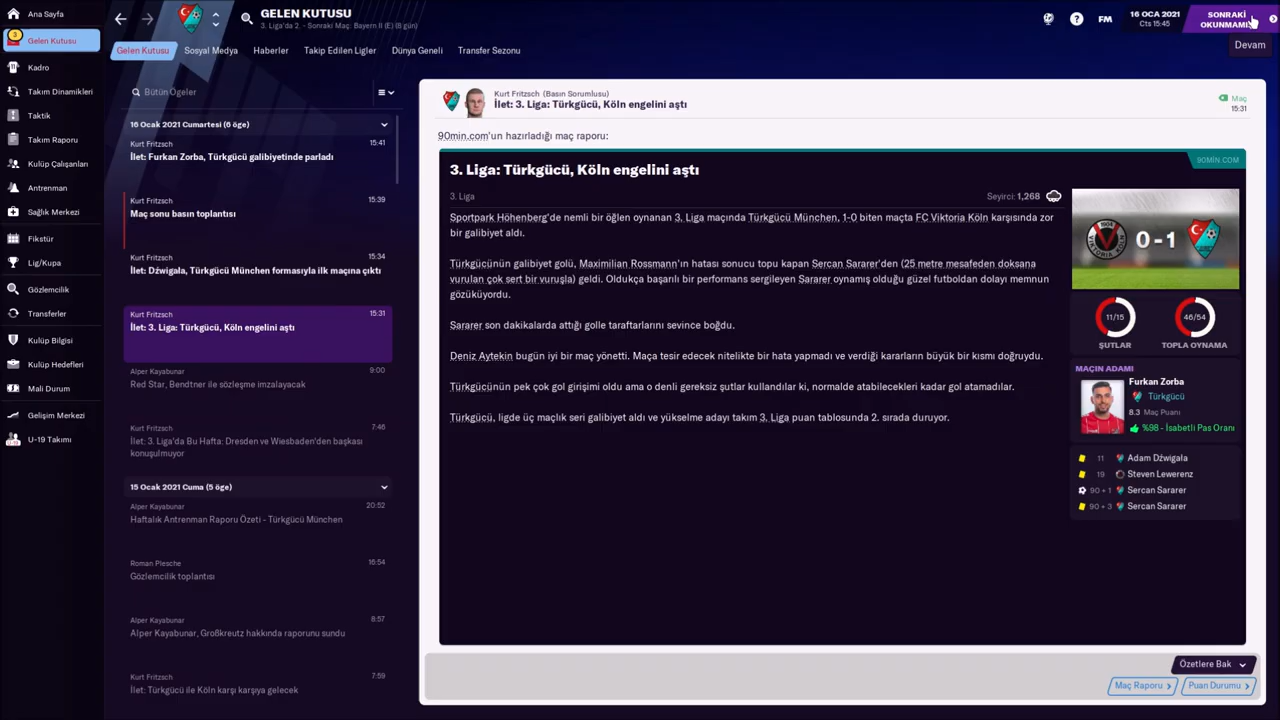 Ana Sayfa
3
Gelen Kutusu
Kadro
Takım Dinamikleri
Taktik
Takım Raporu
Kulüp Çalışanları
Antrenman
Sağlık Merkezi
Fikstür
Lig/Kupa
Gözlemcilik
Transferler
Kulüp Bilgisi
Kulüp Hedefleri
Mali Durum
Gelişim Merkezi
U-19 Takımı
GELEN KUTUSU
3. Liga'da 2. - Sonraki Maç: Bayern II (E) (8 gün)
?
FM
16 OCA 2021
Cts 15:45
SONRAKİ
Devam
Gelen Kutusu
Sosyal Medya
Haberler
Takip Edilen Ligler
Dünya Geneli
Transfer Sezonu
Bütün Ögeler
16 Ocak 2021 Cumartesi (6 öge)
Kurt Fritzsch 15:41
İlet: Furkan Zorba, Türkgücü galibiyetinde parladı
Kurt Fritzsch 15:39
Maç sonu basın toplantısı
Kurt Fritzsch 15:34
İlet: Dźwigala, Türkgücü München formasıyla ilk maçına çıktı
Kurt Fritzsch 15:31
İlet: 3. Liga: Türkgücü, Köln engelini aştı
Alper Kayabunar 9:00
Red Star, Bendtner ile sözleşme imzalayacak
Kurt Fritzsch 7:46
İlet: 3. Liga'da Bu Hafta: Dresden ve Wiesbaden'den başkası
konuşulmuyor
15 Ocak 2021 Cuma (5 öge)
Alper Kayabunar 20:52
Haftalık Antrenman Raporu Özeti - Türkgücü München
Roman Plesche 16:54
Gözlemcilik toplantısı
Alper Kayabunar 8:57
Alper Kayabunar, Großkreutz hakkında raporunu sundu
Kurt Fritzsch 7:59
İlet: Türkgücü ile Köln karşı karşıya gelecek
Kurt Fritzsch (Basın Sorumlusu)
İlet: 3. Liga: Türkgücü, Köln engelini aştı
Maç
15:31
90min.com'un hazırladığı maç raporu:
90MIN.COM
3. Liga: Türkgücü, Köln engelini aştı
3. Liga
Seyirci: 1,268
Sportpark Höhenberg'de nemli bir öğlen oynanan 3. Liga maçında Türkgücü München, 1-0 biten maçta FC Viktoria Köln karşısında zor
bir galibiyet aldı.
Türkgücünün galibiyet golü, Maximilian Rossmann'ın hatası sonucu topu kapan Sercan Sararer'den (25 metre mesafeden doksana
vurulan çok sert bir vuruşla) geldi. Oldukça başarılı bir performans sergileyen Sararer oynamış olduğu güzel futboldan dolayı memnun
gözüküyordu.
Sararer son dakikalarda attığı golle taraftarlarını sevince boğdu.
Deniz Aytekin bugün iyi bir maç yönetti. Maça tesir edecek nitelikte bir hata yapmadı ve verdiği kararların büyük bir kısmı doğruydu.
Türkgücünün pek çok gol girişimi oldu ama o denli gereksiz şutlar kullandılar ki, normalde atabilecekleri kadar gol atamadılar.
Türkgücü, ligde üç maçlık seri galibiyet aldı ve yükselme adayı takım 3. Liga puan tablosunda 2. sırada duruyor.
0 - 1
11/15
46/54
ŞUTLAR
TOPLA OYNAMA
MAÇIN ADAMI
Furkan Zorba
Türkgücü
8.3 Maç Puanı
%98 - İsabetli Pas Oranı
11 Adam Dźwigala
19 Steven Lewerenz
90 + 1 Sercan Sararer
90 + 3 Sercan Sararer
Özetlere Bak
Maç Raporu
Puan Durumu